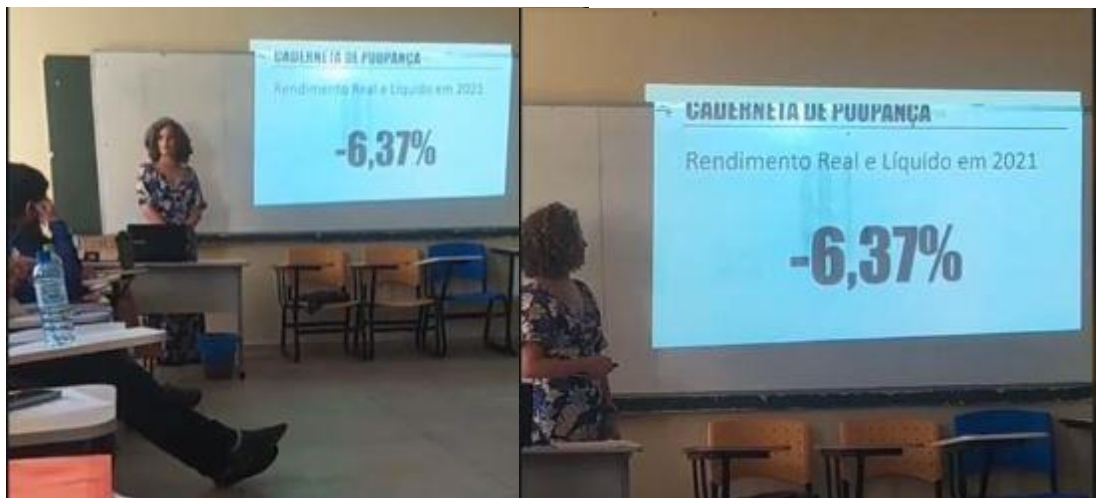 CADERNETA DE POUPANÇA
Rendimento Real e Líquido em 2021
-6,37%
CADERNETA DE POUPANÇA
Rendimento Real e Líquido em 2021
-6,37%